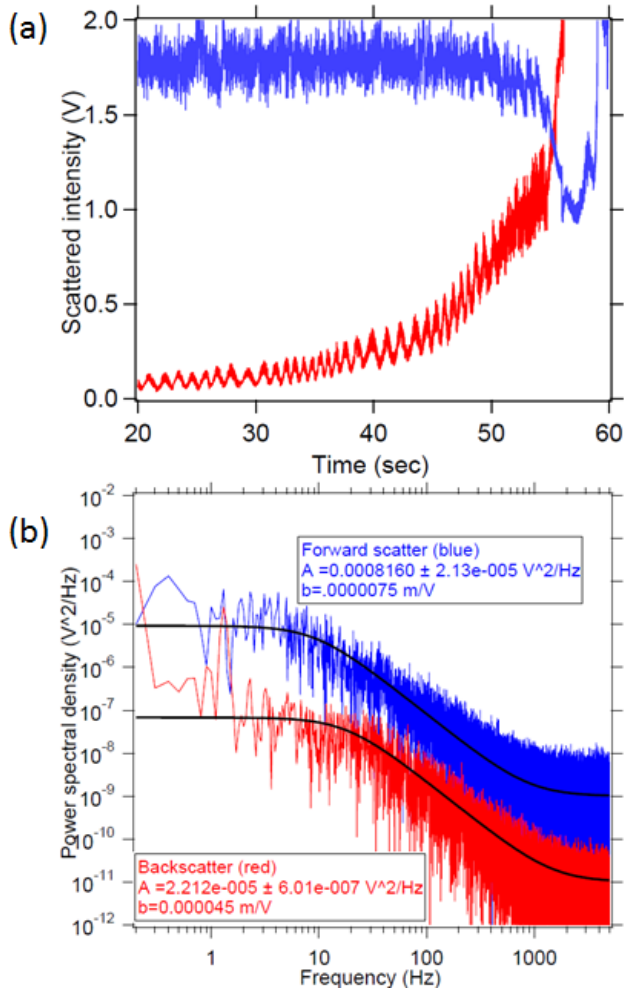 (a)
2.0
1.5
1.0
0.5
0.0
Scattered intensity (V)
20
30
40
50
60
Time (sec)
(b)
10^-2
10^-3
10^-4
10^-5
10^-6
10^-7
10^-8
10^-9
10^-10
10^-11
10^-12
Power spectral density (V^2/Hz)
Forward scatter (blue)
A =0.0008160 ± 2.13e-005 V^2/Hz
b=.0000075 m/V
Backscatter (red)
A =2.212e-005 ± 6.01e-007 V^2/Hz
b=0.000045 m/V
1
10
100
1000
Frequency (Hz)